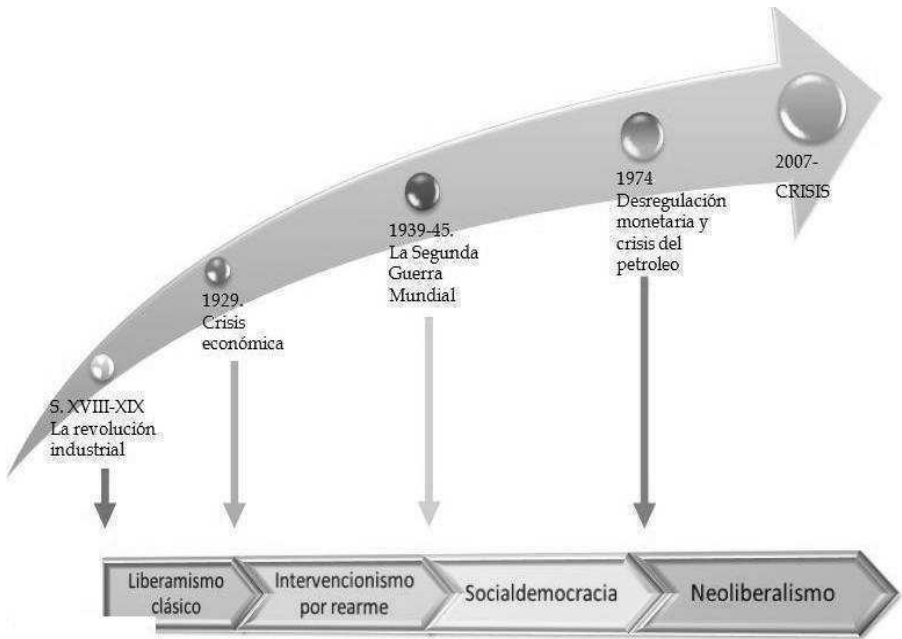 S. XVIII-XIX
La revolución
industrial
1929.
Crisis
económica
1939-45.
La Segunda
Guerra
Mundial
1974
Desregulación
monetaria y
crisis del
petroleo
2007-
CRISIS
Liberamismo
clásico
Intervencionismo
por rearme
Socialdemocracia
Neoliberalismo